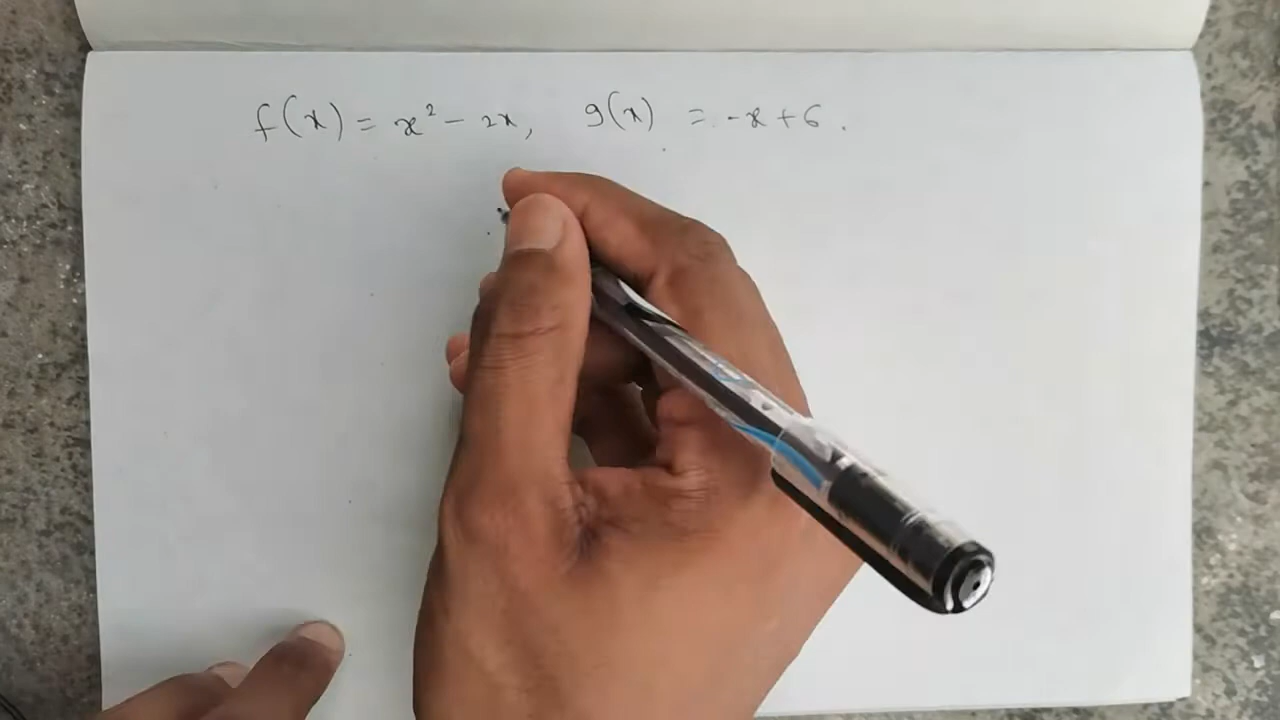 f(x) = x² - 2x, g(x) = -x + 6.